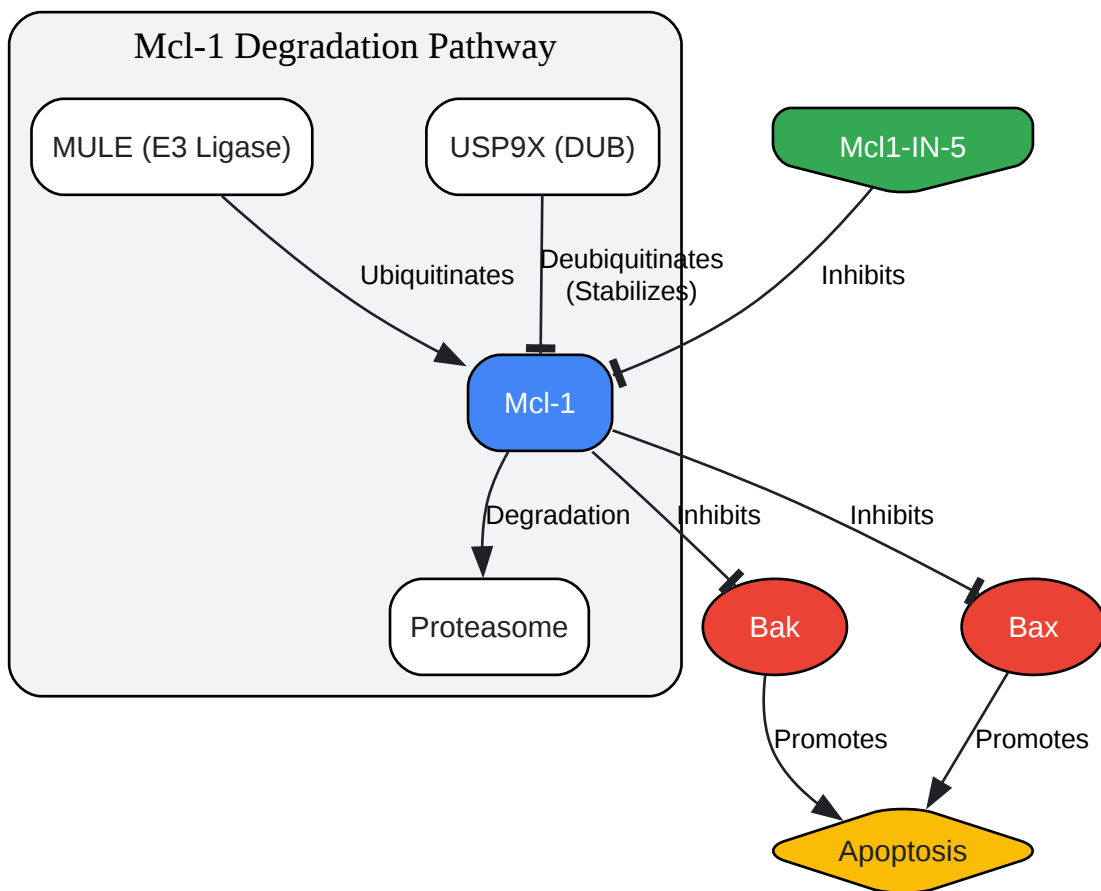 Mcl-1 Degradation Pathway
MULE (E3 Ligase)
USP9X (DUB)
Mcl1-IN-5
Ubiquitinates
Deubiquitinates
(Stabilizes)
Inhibits
Mcl-1
Degradation
Inhibits
Inhibits
Proteasome
Bak
Bax
Promotes
Promotes
Apoptosis